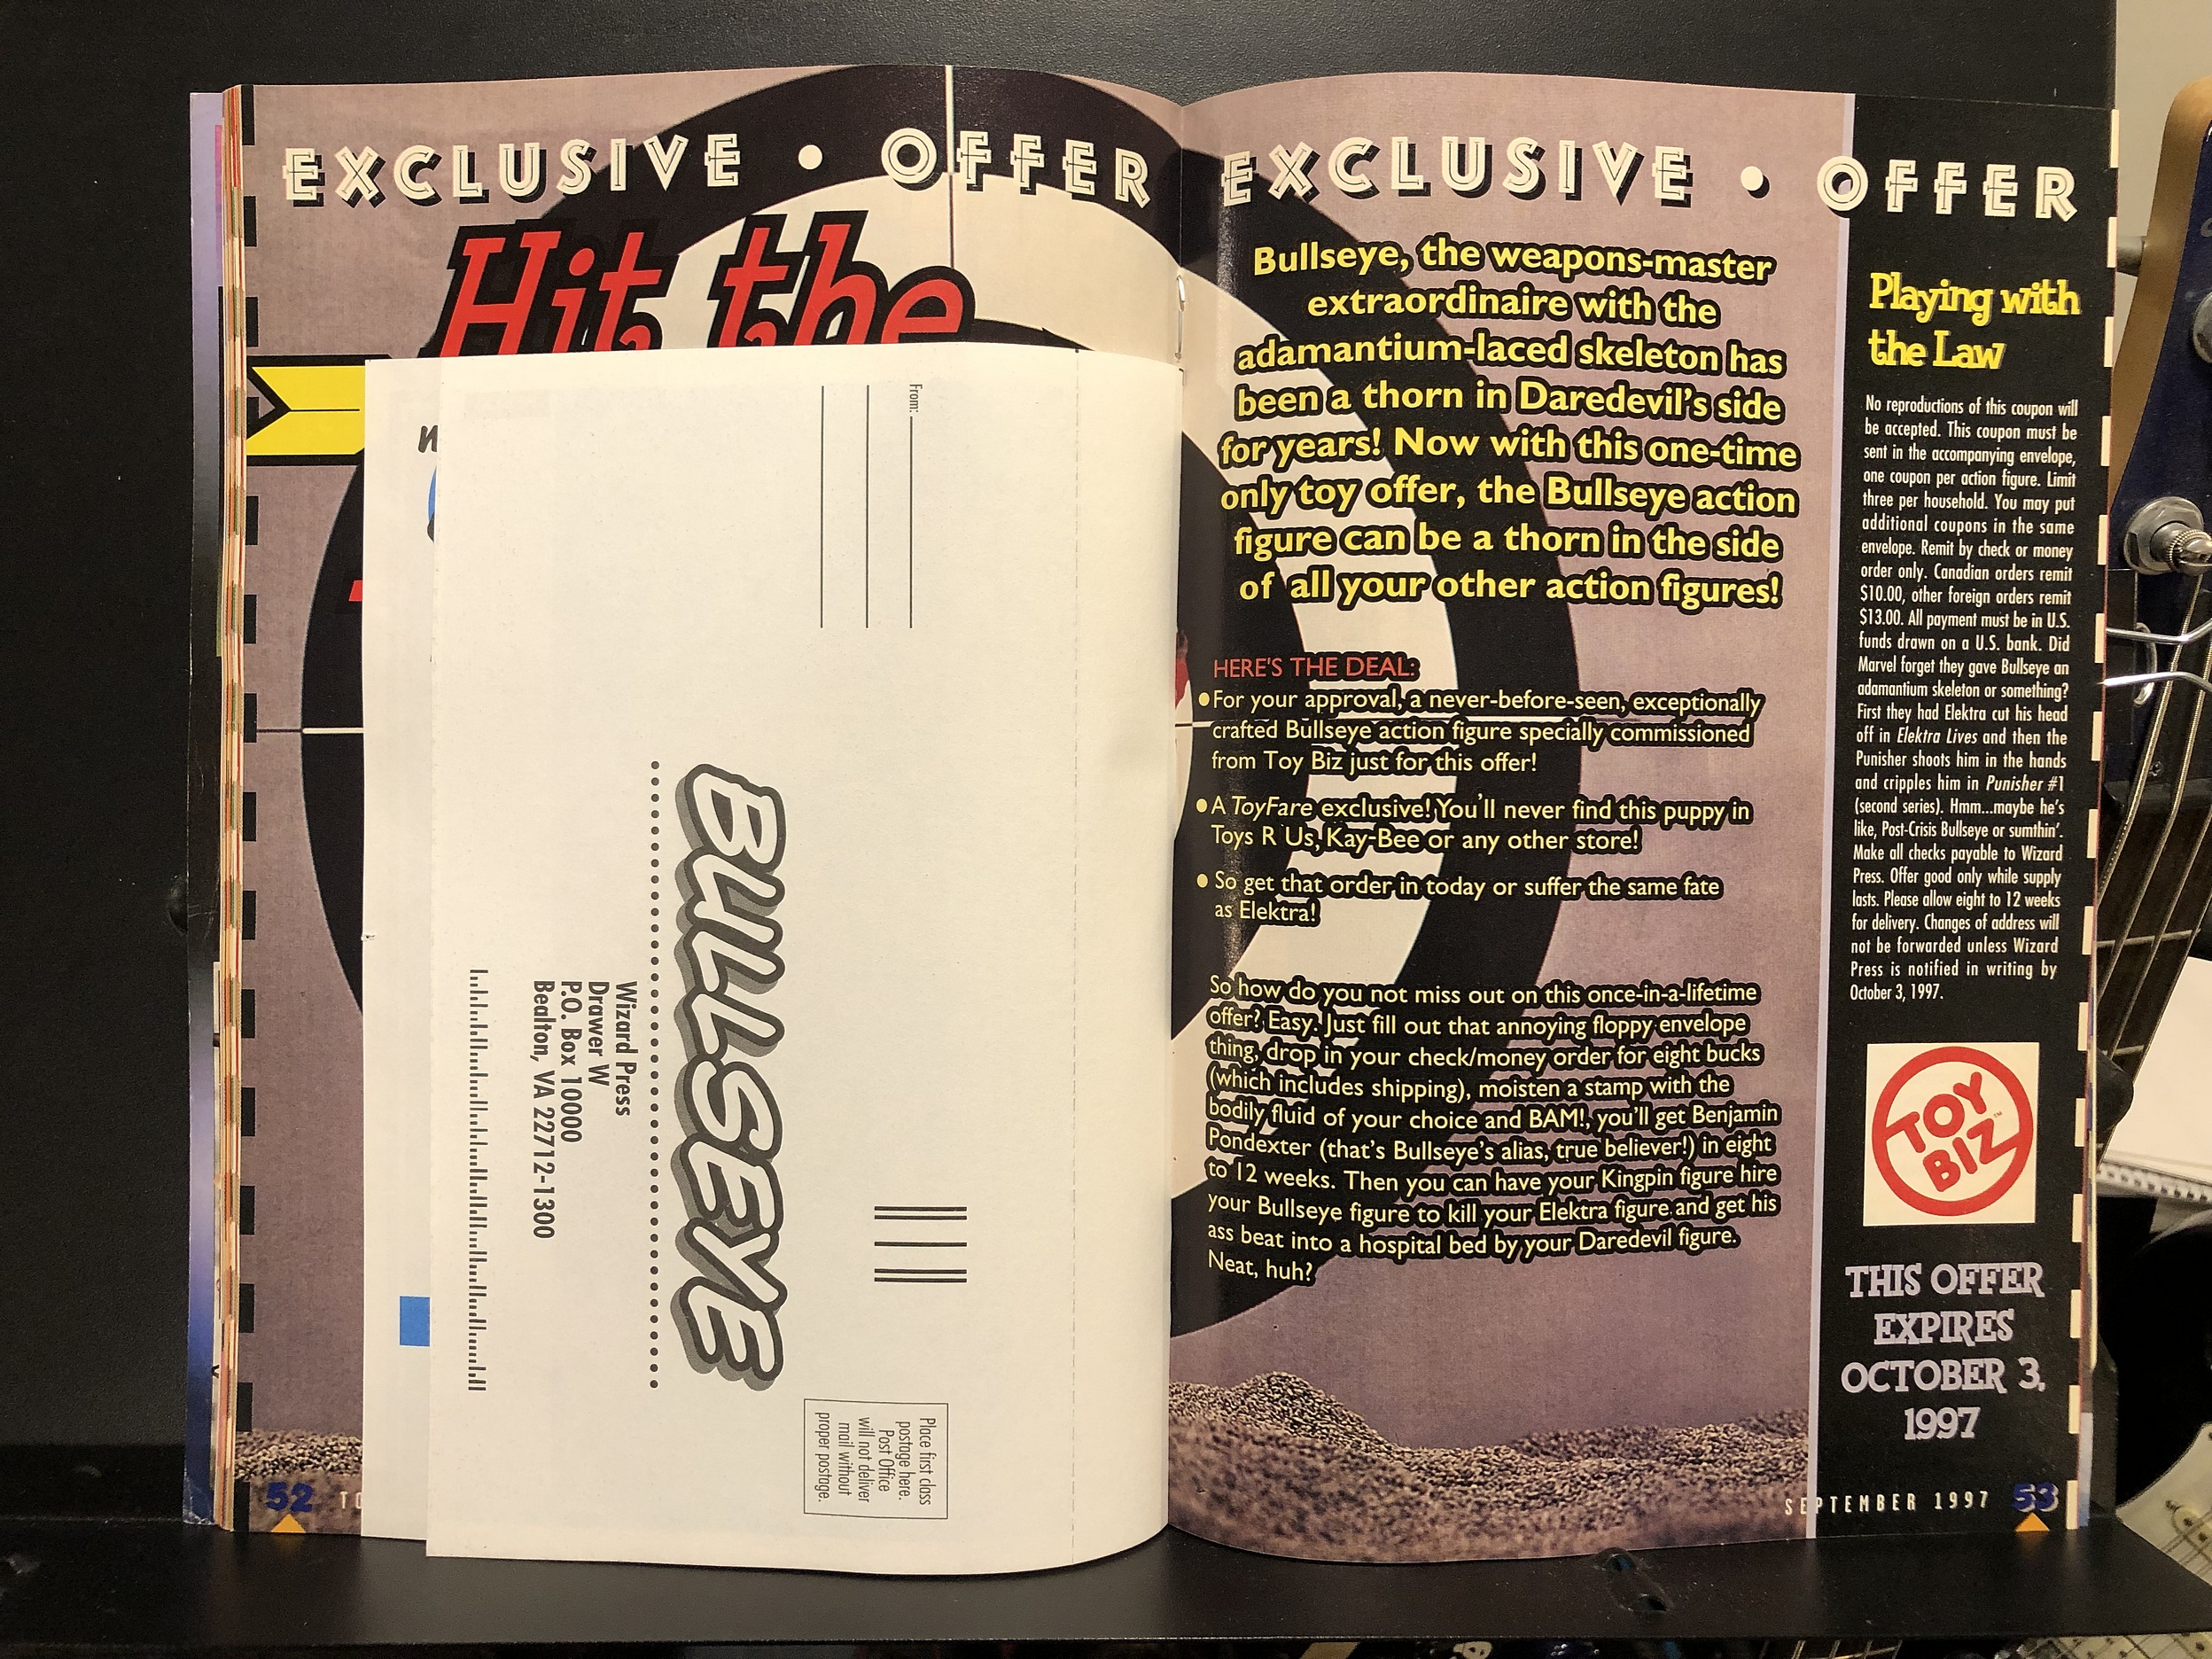 EXCLUSIVE • OFFER
Hit the
From:
BULLSEYE
Wizard Press
Drawer W
P.O. Box 10000
Bealton, VA 22712-1300
Place first class
postage here.
Post Office
will not deliver
mail without
proper postage.
52
EXCLUSIVE • OFFER
Bullseye, the weapons-master
extraordinaire with the
adamantium-laced skeleton has
been a thorn in Daredevil's side
for years! Now with this one-time
only toy offer, the Bullseye action
figure can be a thorn in the side
of all your other action figures!
HERE'S THE DEAL:
•For your approval, a never-before-seen, exceptionally
crafted Bullseye action figure specially commissioned
from Toy Biz just for this offer!
•A ToyFare exclusive! You'll never find this puppy in
Toys R Us, Kay-Bee or any other store!
• So get that order in today or suffer the same fate
as Elektra!
So how do you not miss out on this once-in-a-lifetime
offer? Easy. Just fill out that annoying floppy envelope
thing, drop in your check/money order for eight bucks
(which includes shipping), moisten a stamp with the
bodily fluid of your choice and BAM!, you'll get Benjamin
Pondexter (that's Bullseye's alias, true believer!) in eight
to 12 weeks. Then you can have your Kingpin figure hire
your Bullseye figure to kill your Elektra figure and get his
ass beat into a hospital bed by your Daredevil figure.
Neat, huh?
Playing with
the Law
No reproductions of this coupon will
be accepted. This coupon must be
sent in the accompanying envelope,
one coupon per action figure. Limit
three per household. You may put
additional coupons in the same
envelope. Remit by check or money
order only. Canadian orders remit
$10.00, other foreign orders remit
$13.00. All payment must be in U.S.
funds drawn on a U.S. bank. Did
Marvel forget they gave Bullseye an
adamantium skeleton or something?
First they had Elektra cut his head
off in Elektra Lives and then the
Punisher shoots him in the hands
and cripples him in Punisher #1
(second series). Hmm...maybe he's
like, Post-Crisis Bullseye or sumthin'.
Make all checks payable to Wizard
Press. Offer good only while supply
lasts. Please allow eight to 12 weeks
for delivery. Changes of address will
not be forwarded unless Wizard
Press is notified in writing by
October 3, 1997.
TOY
BIZ
THIS OFFER
EXPIRES
OCTOBER 3,
1997
SEPTEMBER 1997 53